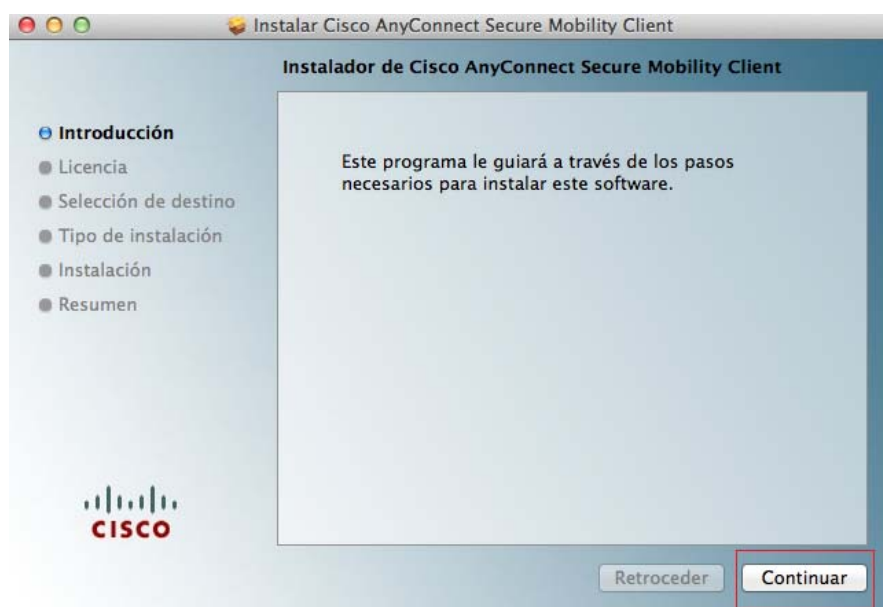 Instalar Cisco AnyConnect Secure Mobility Client
Instalador de Cisco AnyConnect Secure Mobility Client
Introducción
Licencia
Selección de destino
Tipo de instalación
Instalación
Resumen
Este programa le guiará a través de los pasos
necesarios para instalar este software.
CISCO
Retroceder
Continuar